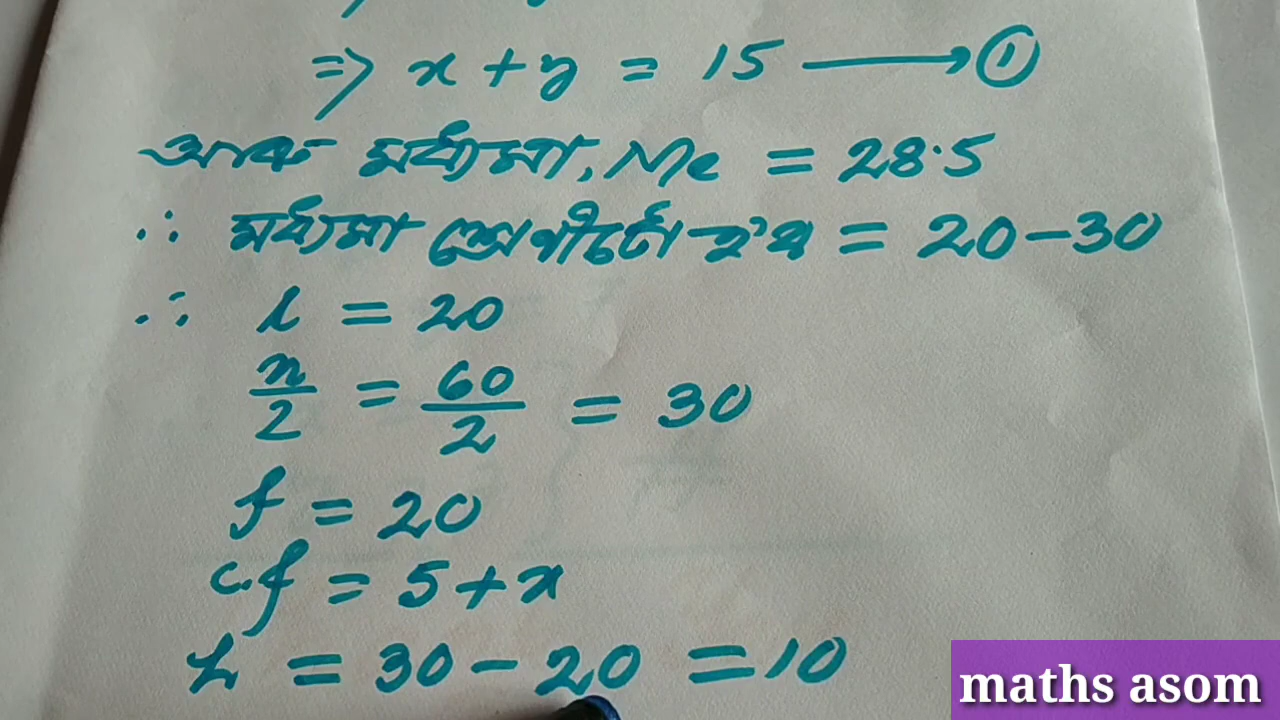 => x + y = 15 → ①
আৰু মধ্যমা, Me = 28.5
∴ মধ্যমা শ্ৰেণীটো হ'ব = 20 - 30
∴ l = 20
n/2 = 60/2 = 30
f = 20
c.f = 5 + x
h = 30 - 20 = 10
maths asom